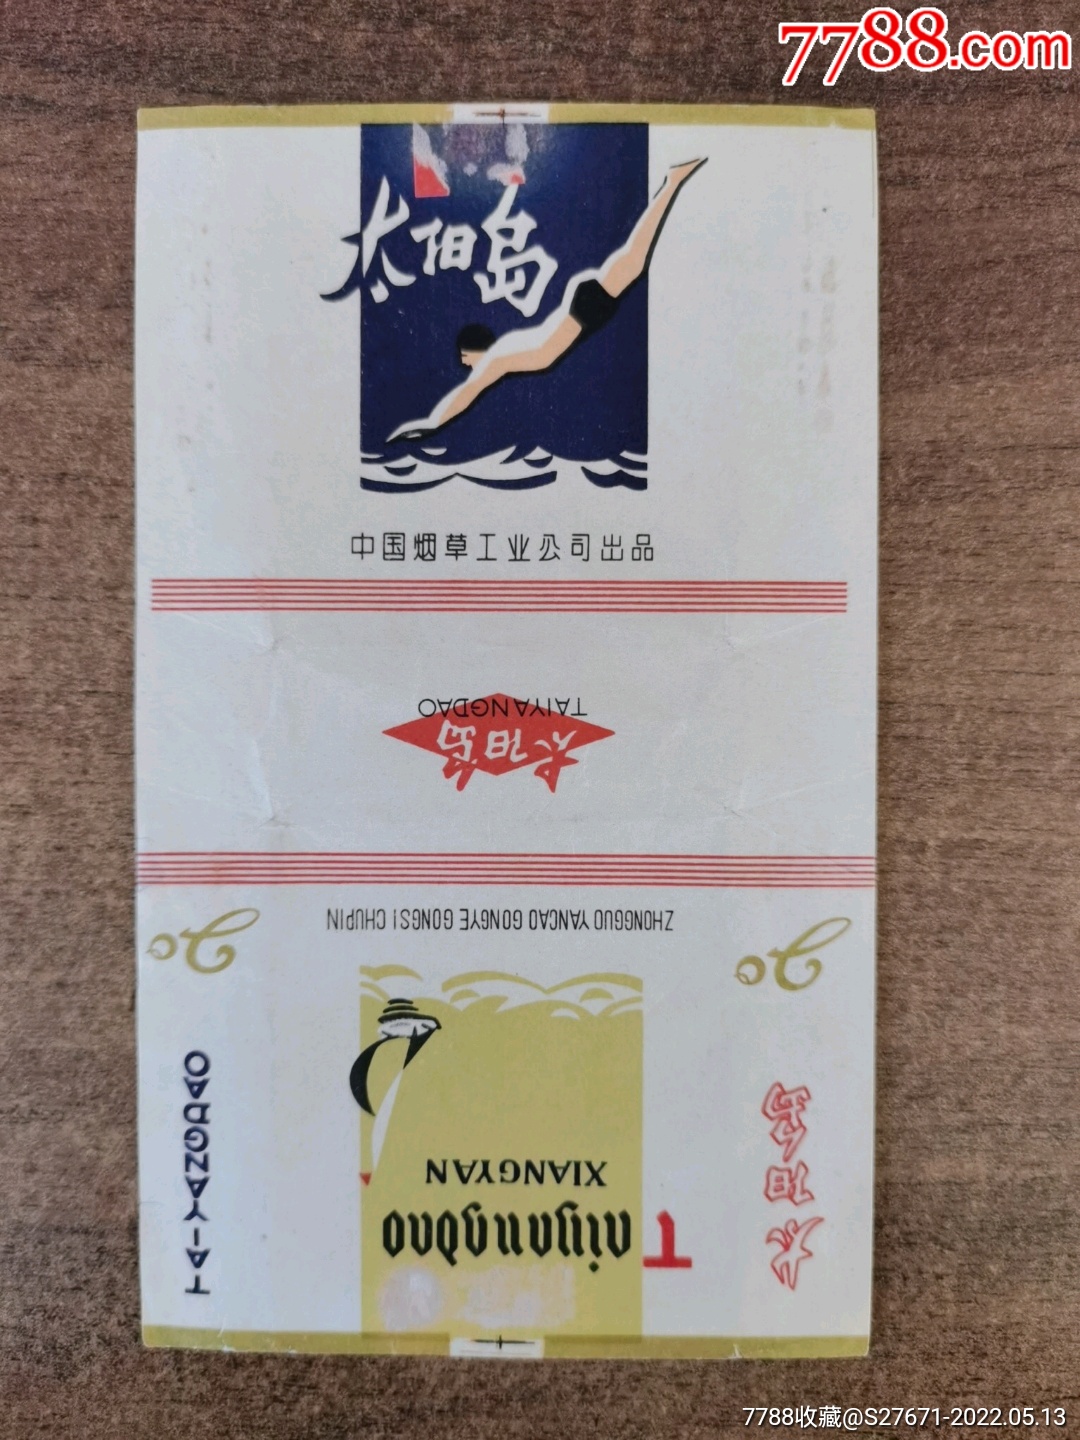 7788.com
太阳岛
中国烟草工业公司出品
TAIYANGDAO
太阳岛
ZHONGGUO YANCAO GONGYE GONGSI CHUPIN
XIANGYAN
Taiyangdao
TAIYANGDAO
太阳岛
7788收藏@S27671-2022.05.13